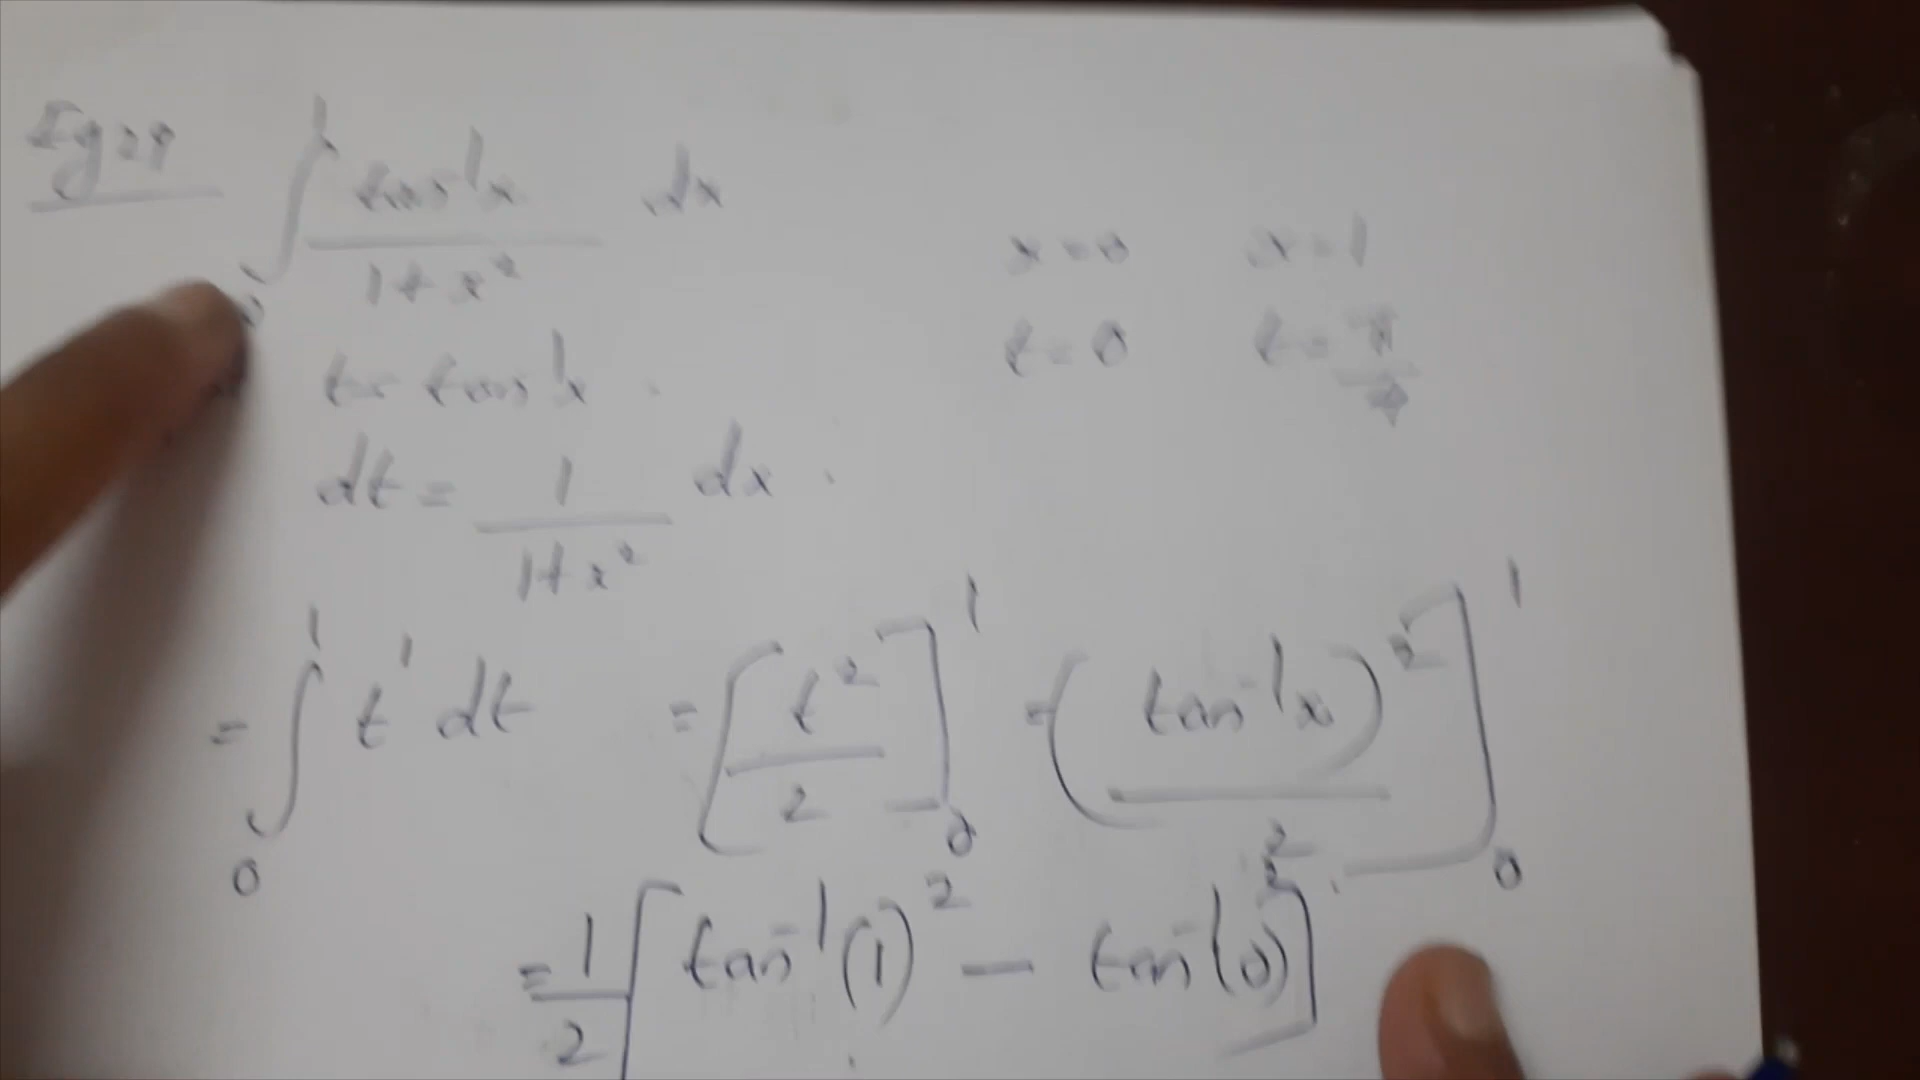 Eg 29 ∫₀¹ tan⁻¹x / 1+x² dx
x=0 x=1
t=0 t=π/4
t= tan⁻¹x.
dt = 1 / 1+x² dx.
= ∫₀¹ t¹ dt = [t²/2]₀¹ = (tan⁻¹x)²/2]₀¹
= 1/2 [tan⁻¹(1)² − tan⁻¹(0)²]